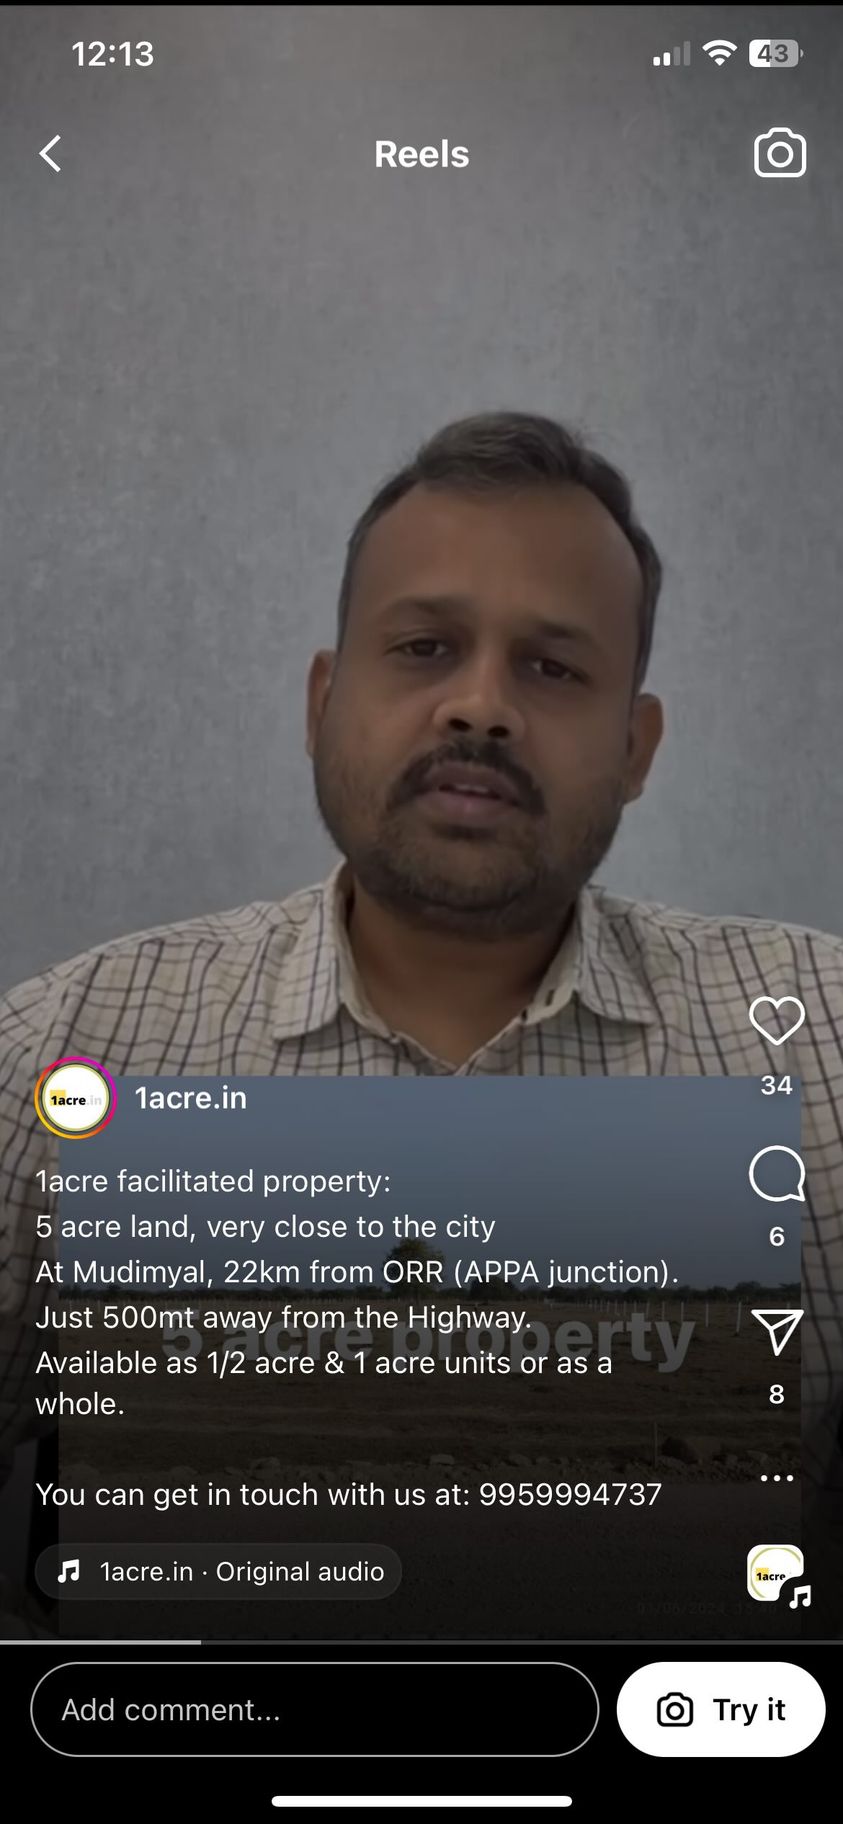 12:13
43
Reels
1acre.in
1acre.in
34
1acre facilitated property:
5 acre land, very close to the city
6
At Mudimyal, 22km from ORR (APPA junction).
Just 500mt away from the Highway.
5 acre property
Available as 1/2 acre & 1 acre units or as a
whole.
8
You can get in touch with us at: 9959994737
1acre.in · Original audio
1acre
Add comment...
Try it